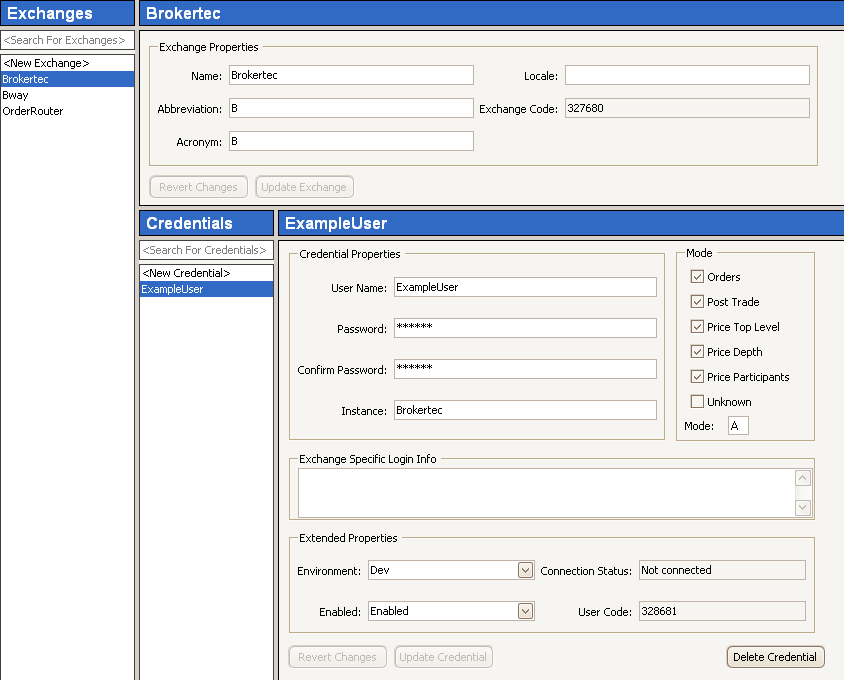 Exchanges
<Search For Exchanges>
<New Exchange>
Brokertec
Bway
OrderRouter
Brokertec
Exchange Properties
Name: Brokertec Locale:
Abbreviation: B Exchange Code: 327680
Acronym: B
Revert Changes Update Exchange
Credentials
<Search For Credentials>
<New Credential>
ExampleUser
ExampleUser
Credential Properties
User Name: ExampleUser
Password: ******
Confirm Password: ******
Instance: Brokertec
Mode
Orders
Post Trade
Price Top Level
Price Depth
Price Participants
Unknown
Mode: A
Exchange Specific Login Info
Extended Properties
Environment: Dev Connection Status: Not connected
Enabled: Enabled User Code: 328681
Revert Changes Update Credential Delete Credential